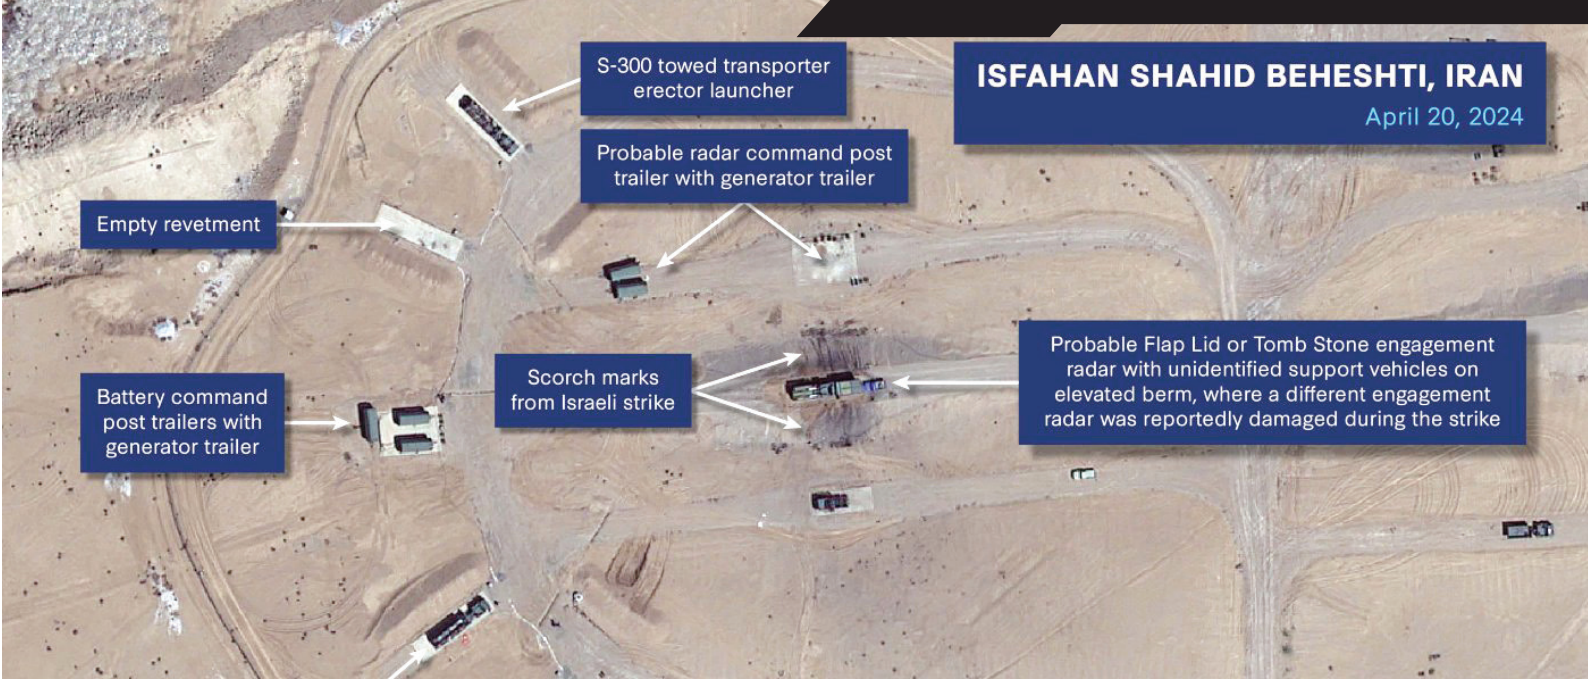 ISFAHAN SHAHID BEHESHTI, IRAN
April 20, 2024
S-300 towed transporter
erector launcher
Probable radar command post
trailer with generator trailer
Empty revetment
Probable Flap Lid or Tomb Stone engagement
radar with unidentified support vehicles on
elevated berm, where a different engagement
radar was reportedly damaged during the strike
Scorch marks
from Israeli strike
Battery command
post trailers with
generator trailer